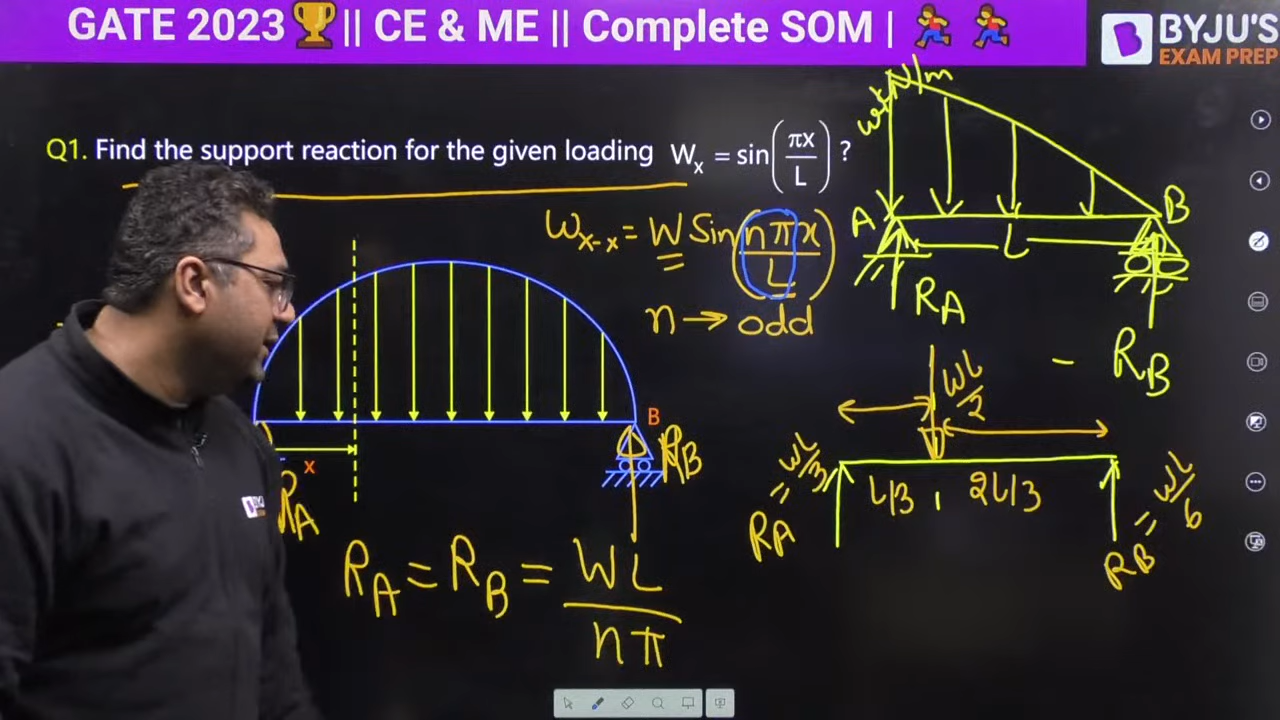 GATE 2023🏆|| CE & ME || Complete SOM | 🏃 🏃
BYJU'S
EXAM PREP
Q1. Find the support reaction for the given loading Wₓ = sin(πx/L) ?
Wₓ₋ₓ = W Sin(nπx/L)
n → odd
B
x
R_A
R_B
R_A = R_B = WL/nπ
N/m
A
B
L
R_A
R_B
WL/2
L/3
2L/3
R_A = WL/3
R_B = WL/6